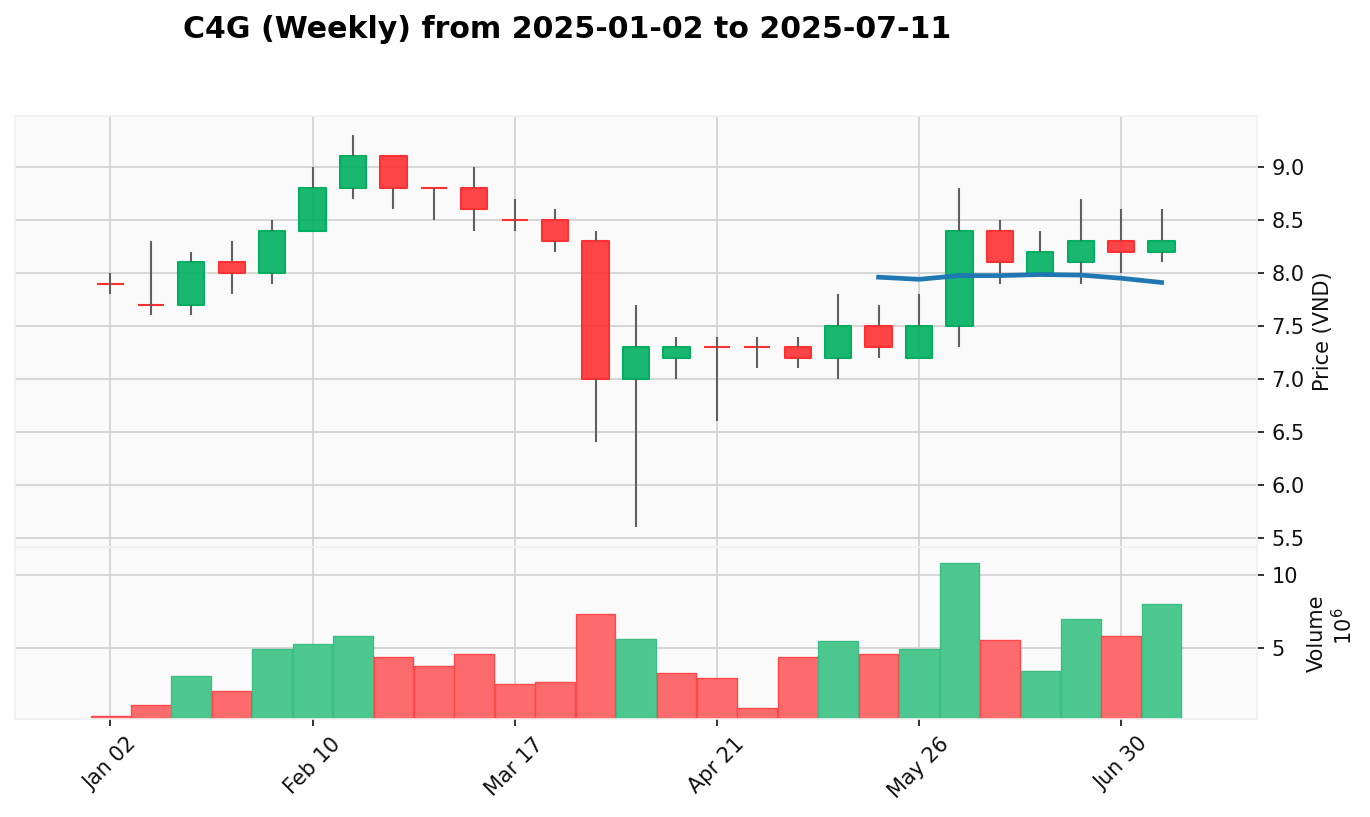 C4G (Weekly) from 2025-01-02 to 2025-07-11
9.0
8.5
8.0
7.5
7.0
6.5
6.0
5.5
Price (VND)
10
5
Volume
10⁶
Jan 02
Feb 10
Mar 17
Apr 21
May 26
Jun 30